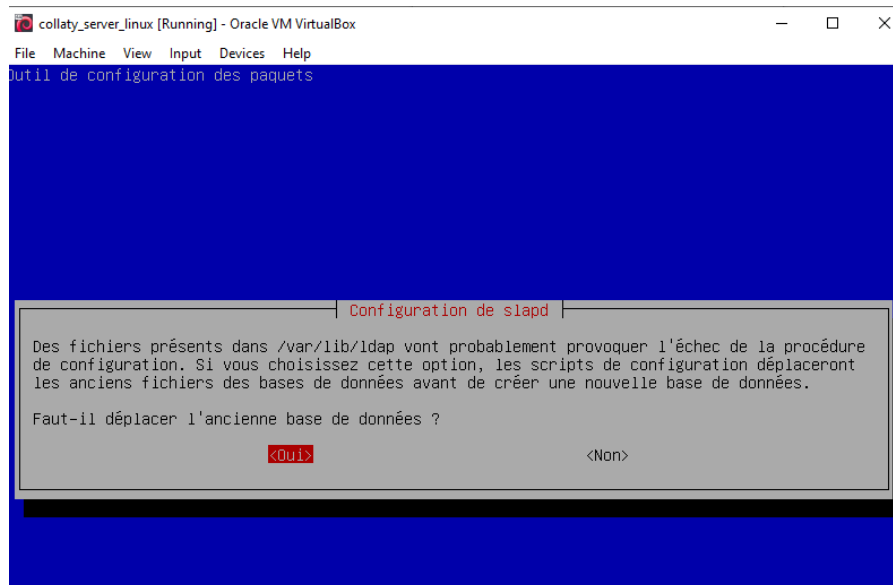 collaty_server_linux [Running] - Oracle VM VirtualBox
File Machine View Input Devices Help
Outil de configuration des paquets
Configuration de slapd
Des fichiers présents dans /var/lib/ldap vont probablement provoquer l'échec de la procédure
de configuration. Si vous choisissez cette option, les scripts de configuration déplaceront
les anciens fichiers des bases de données avant de créer une nouvelle base de données.
Faut-il déplacer l'ancienne base de données ?
<Oui> <Non>